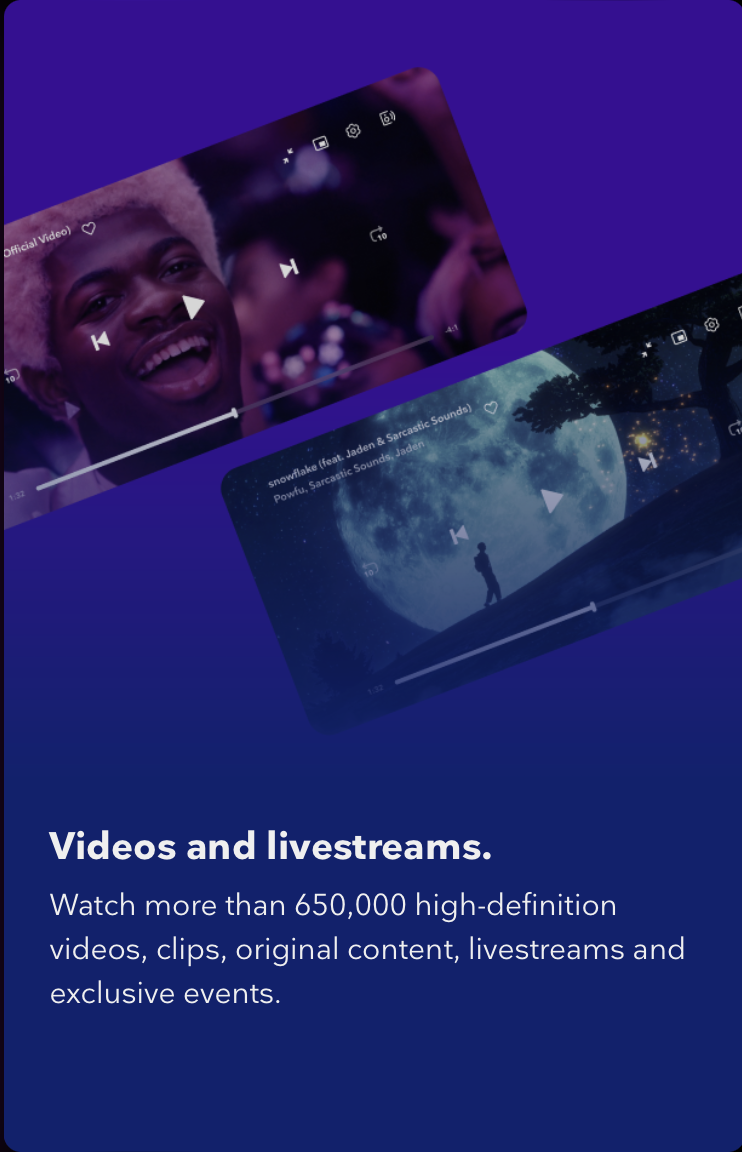 Official Video)
10
10
1:32
-4:1
snowflake (feat. Jaden & Sarcastic Sounds)
Powfu, Sarcastic Sounds, Jaden
10
1:32
Videos and livestreams.
Watch more than 650,000 high-definition
videos, clips, original content, livestreams and
exclusive events.